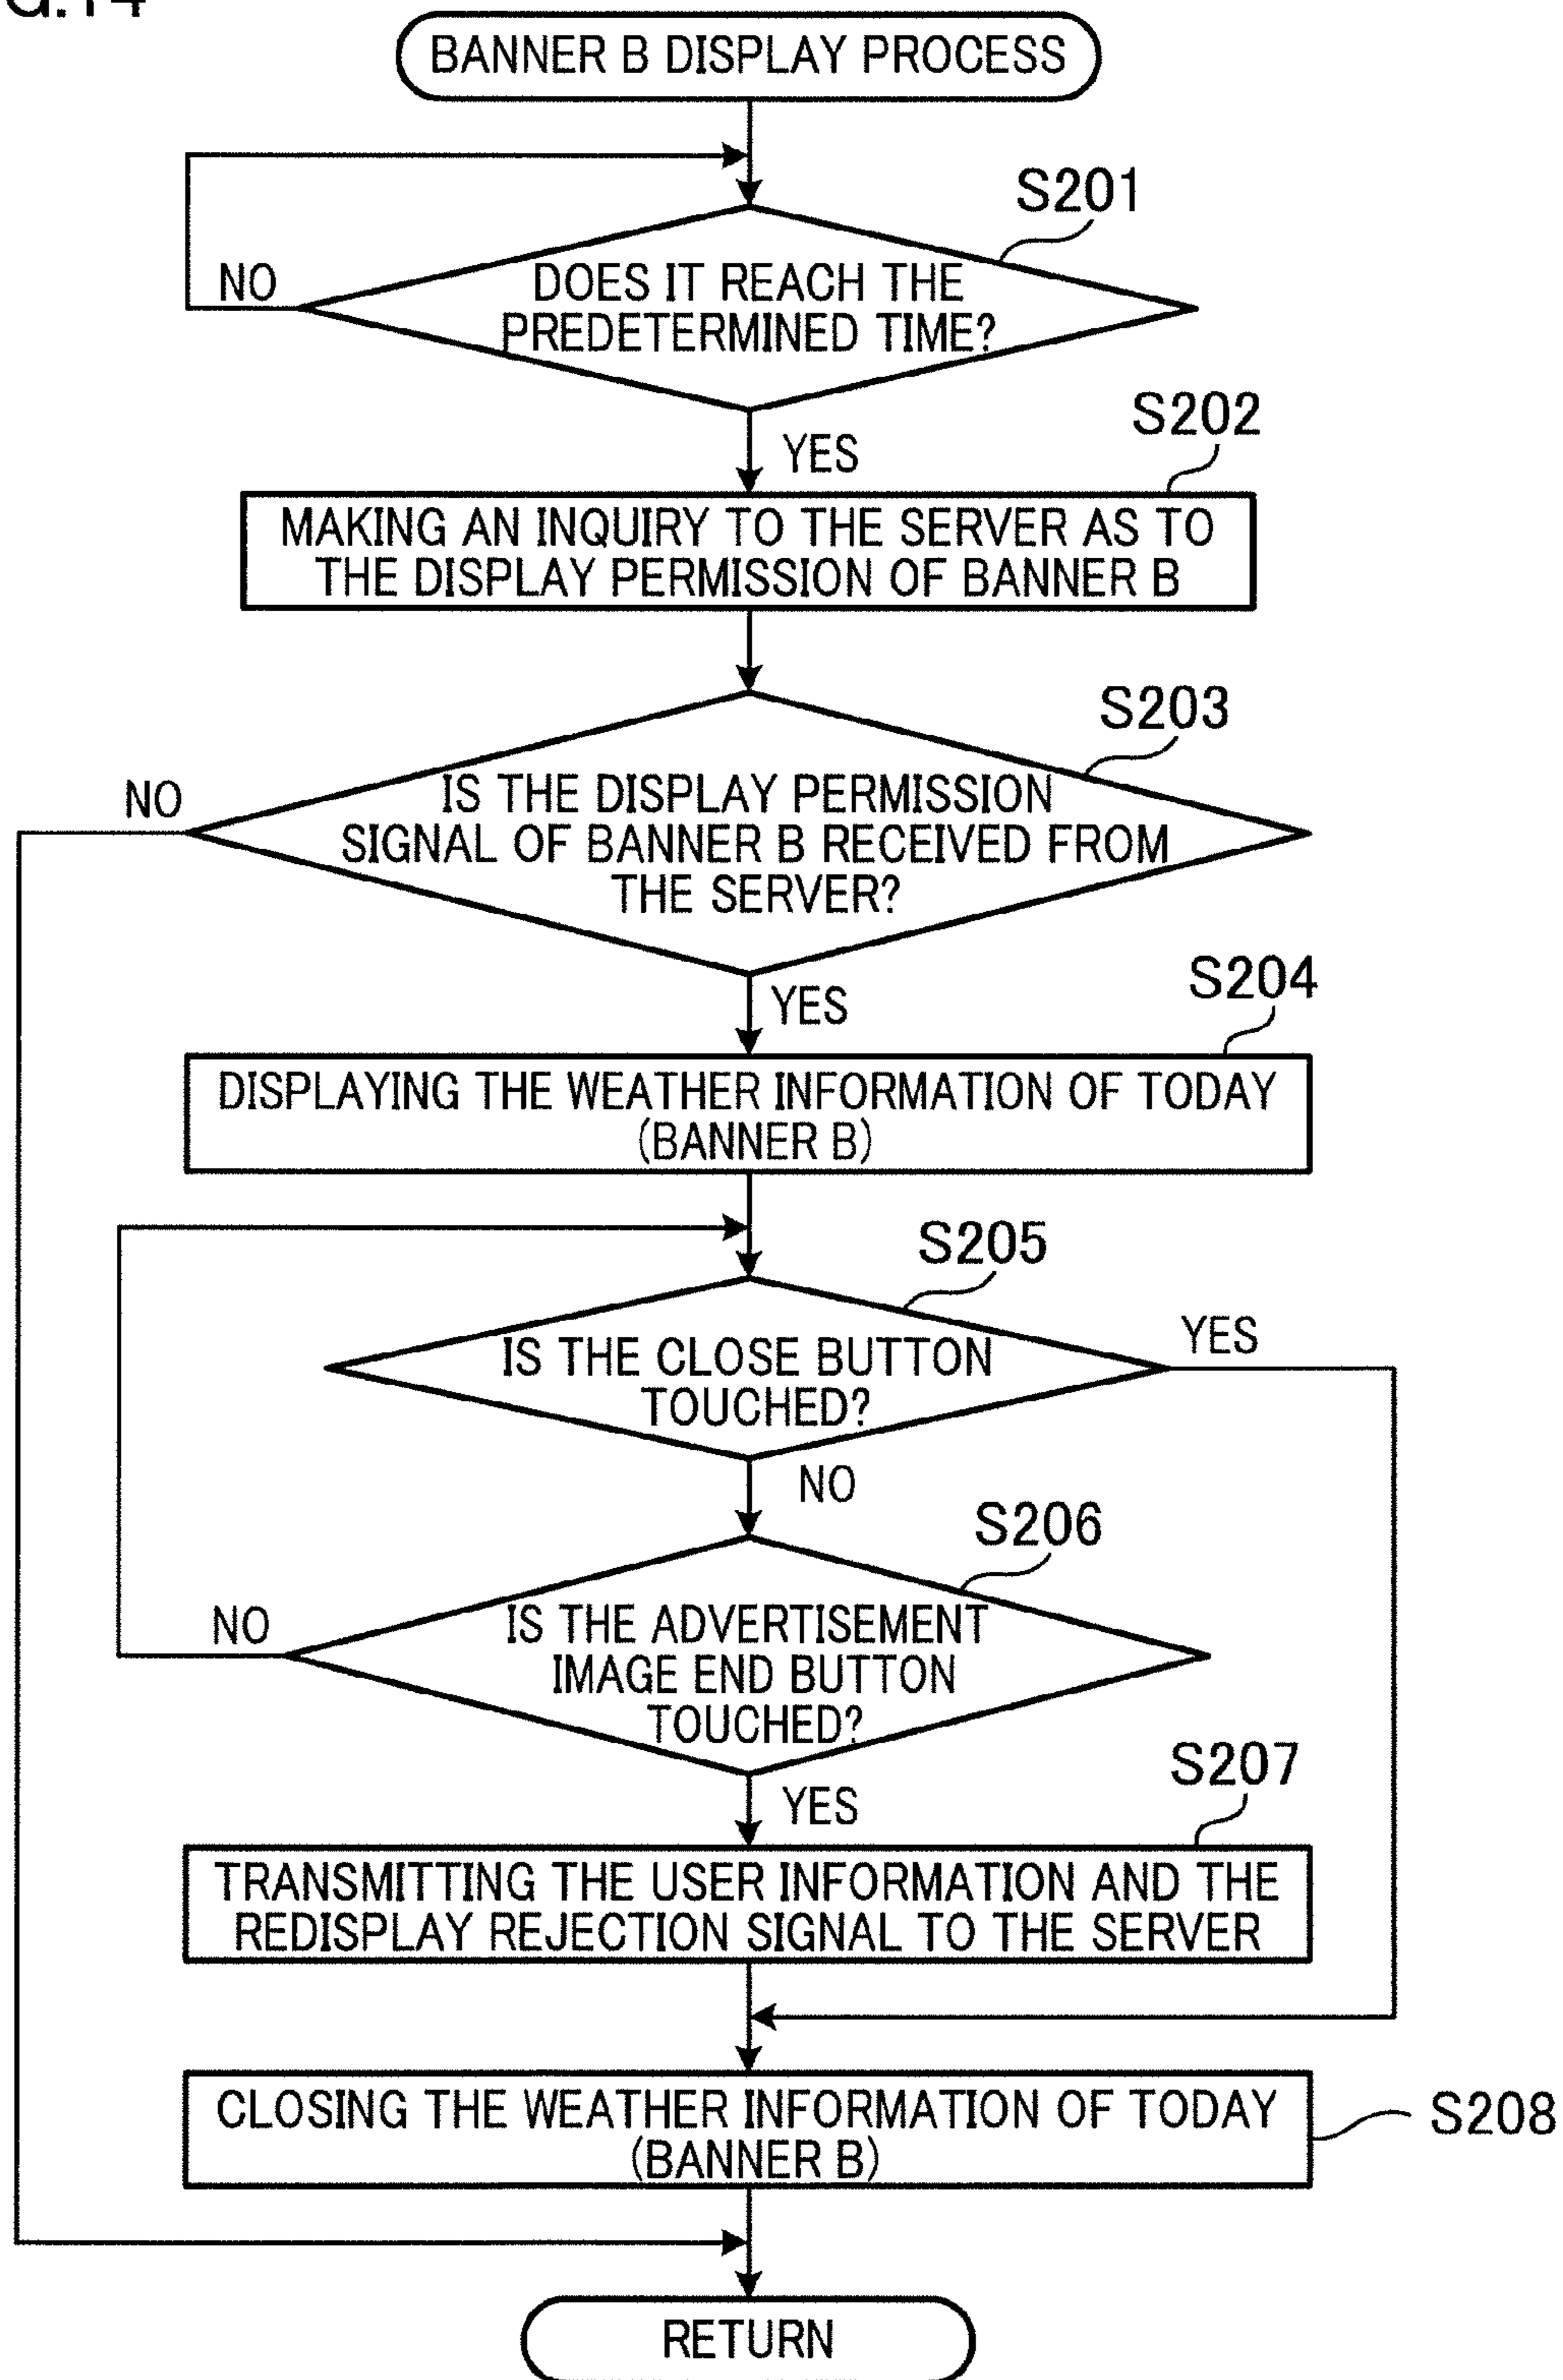 G.14
BANNER B DISPLAY PROCESS
S201
NO
DOES IT REACH THE
PREDETERMINED TIME?
YES
S202
MAKING AN INQUIRY TO THE SERVER AS TO
THE DISPLAY PERMISSION OF BANNER B
S203
NO
IS THE DISPLAY PERMISSION
SIGNAL OF BANNER B RECEIVED FROM
THE SERVER?
YES
S204
DISPLAYING THE WEATHER INFORMATION OF TODAY
(BANNER B)
S205
YES
IS THE CLOSE BUTTON
TOUCHED?
NO
S206
NO
IS THE ADVERTISEMENT
IMAGE END BUTTON
TOUCHED?
YES
S207
TRANSMITTING THE USER INFORMATION AND THE
REDISPLAY REJECTION SIGNAL TO THE SERVER
CLOSING THE WEATHER INFORMATION OF TODAY
(BANNER B)
S208
RETURN